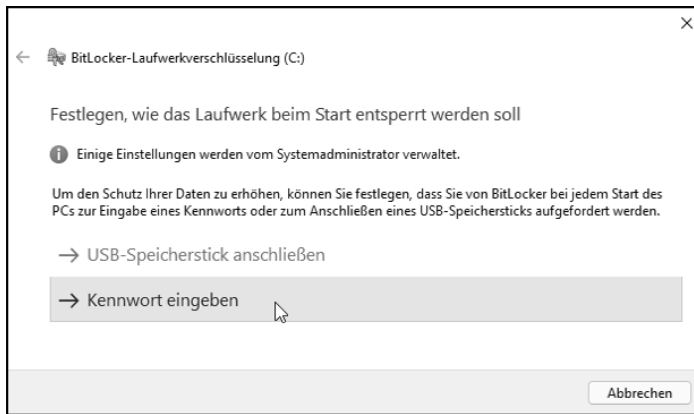 BitLocker-Laufwerkverschlüsselung (C:)
Festlegen, wie das Laufwerk beim Start entsperrt werden soll
Einige Einstellungen werden vom Systemadministrator verwaltet.
Um den Schutz Ihrer Daten zu erhöhen, können Sie festlegen, dass Sie von BitLocker bei jedem Start des
PCs zur Eingabe eines Kennworts oder zum Anschließen eines USB-Speichersticks aufgefordert werden.
USB-Speicherstick anschließen
Kennwort eingeben
Abbrechen